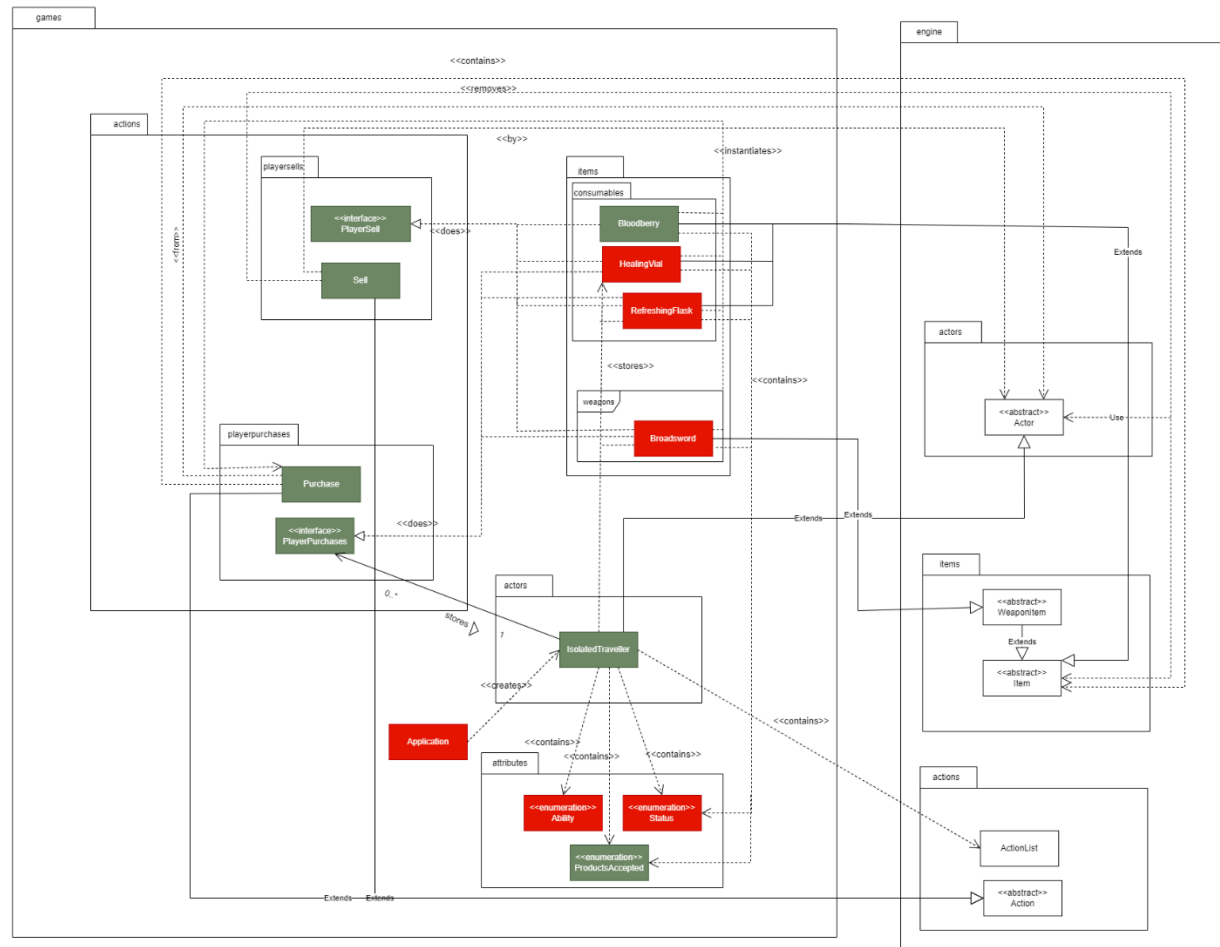 games
engine
<<contains>>
<<removes>>
actions
<<by>>
<<instantiates>>
playersells
items
consumables
<<interface>>
PlayerSell
Bloodberry
<<does>>
<<from>>
HealingVial
Extends
Sell
RefreshingFlask
actors
<<stores>>
<<contains>>
weapons
<<abstract>>
Actor
Use
playerpurchases
Broadsword
Purchase
Extends
Extends
<<interface>>
PlayerPurchases
<<does>>
items
actors
0..*
<<abstract>>
WeaponItem
stores
1
Extends
IsolatedTraveller
<<abstract>>
Item
<<creates>>
<<contains>>
Application
<<contains>>
<<contains>>
<<contains>>
attributes
actions
<<enumeration>>
Ability
<<enumeration>>
Status
ActionList
<<enumeration>>
ProductsAccepted
Extends
Extends
<<abstract>>
Action